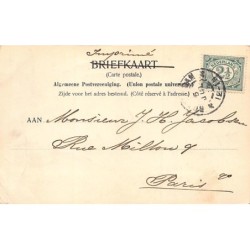 Imprimé
BRIEFKAART
(Carte postale.)
Algemeene Postvereeniging. (Union postale universelle.)
Zijde voor het adres bestemd. (Côté réservé à l'adresse.)
AAN Monsieur J. H. Jacobsen
Rue Milton 9
Paris